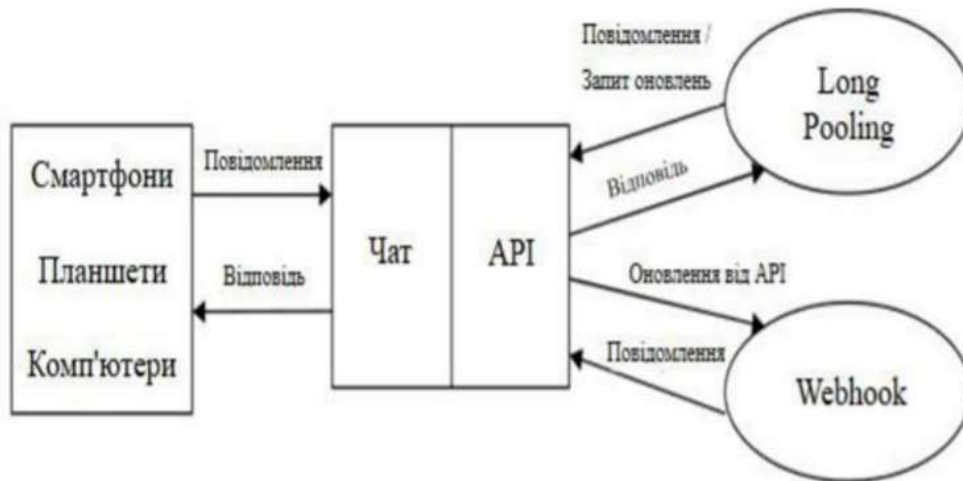 Смартфони
Планшети
Комп'ютери
Повідомлення
Відповідь
Чат
API
Повідомлення /
Запит оновлень
Відповідь
Оновлення від API
Повідомлення
Long
Pooling
Webhook